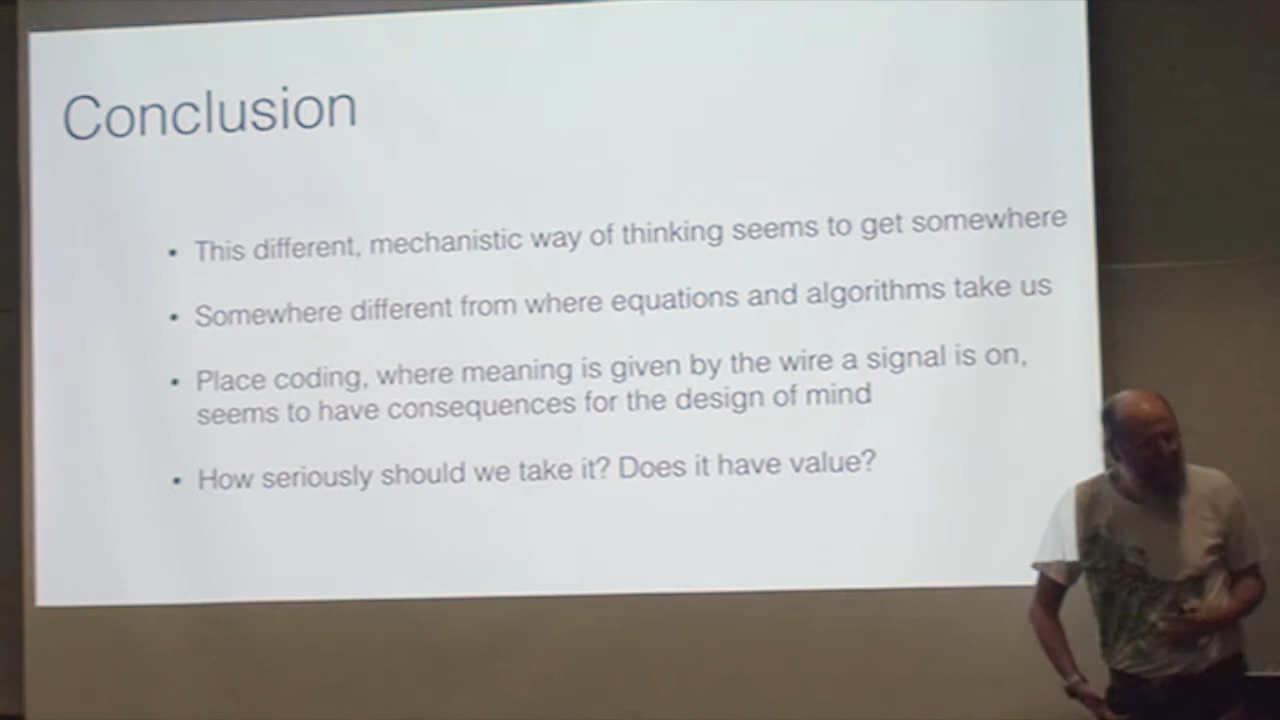 Conclusion
• This different, mechanistic way of thinking seems to get somewhere
• Somewhere different from where equations and algorithms take us
• Place coding, where meaning is given by the wire a signal is on,
seems to have consequences for the design of mind
• How seriously should we take it? Does it have value?